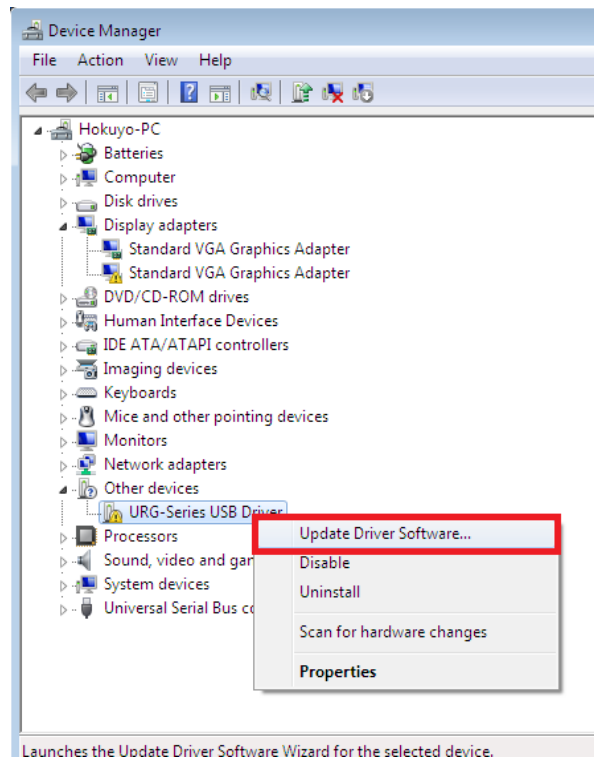 Device Manager
File Action View Help
Hokuyo-PC
Batteries
Computer
Disk drives
Display adapters
Standard VGA Graphics Adapter
Standard VGA Graphics Adapter
DVD/CD-ROM drives
Human Interface Devices
IDE ATA/ATAPI controllers
Imaging devices
Keyboards
Mice and other pointing devices
Monitors
Network adapters
Other devices
URG-Series USB Driver
Processors
Sound, video and gar
System devices
Universal Serial Bus co
Update Driver Software...
Disable
Uninstall
Scan for hardware changes
Properties
Launches the Update Driver Software Wizard for the selected device.